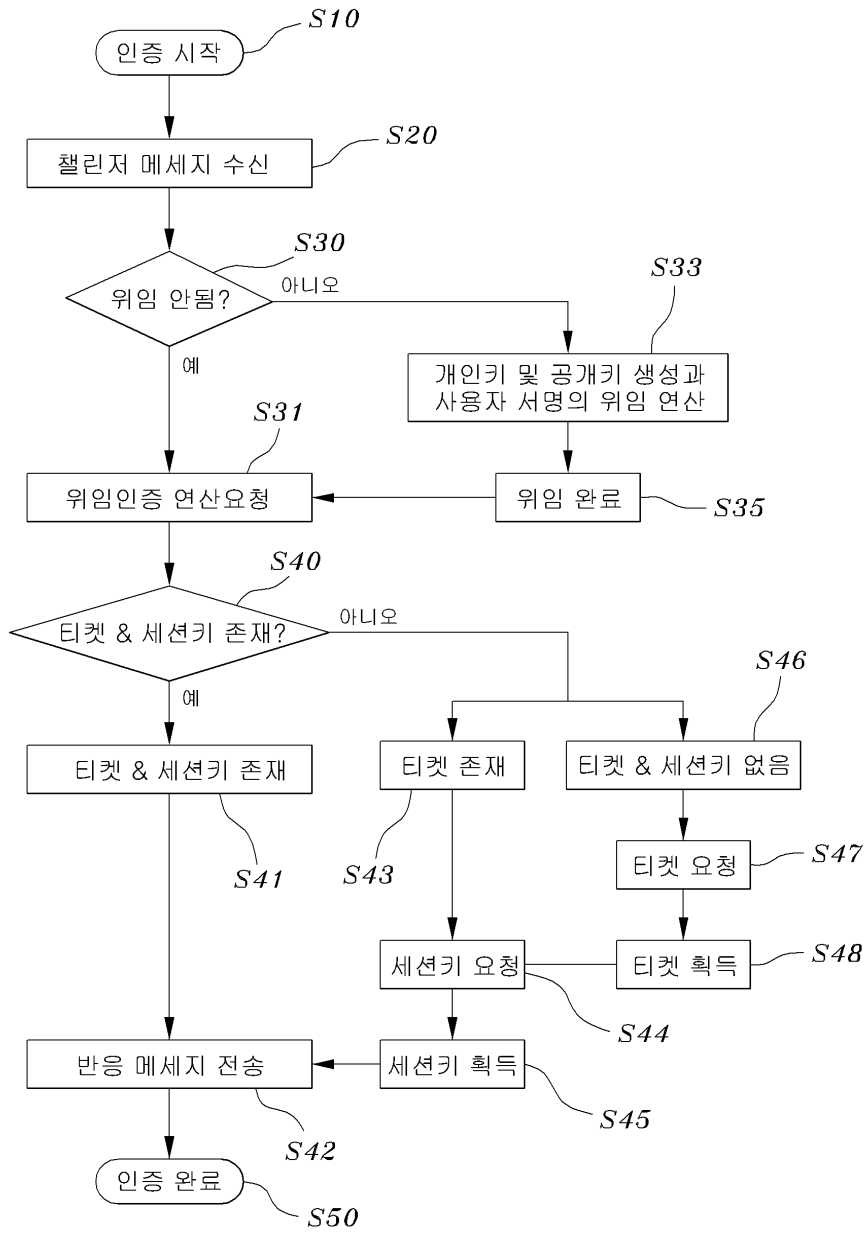 S10
인증 시작
S20
챌린저 메세지 수신
S30
위임 안됨?
아니오
예
S33
개인키 및 공개키 생성과
사용자 서명의 위임 연산
S31
위임인증 연산요청
위임 완료
S35
S40
티켓 & 세션키 존재?
아니오
예
S46
티켓 & 세션키 존재
티켓 존재
티켓 & 세션키 없음
S41
S43
티켓 요청
S47
세션키 요청
티켓 획득
S48
S44
반응 메세지 전송
세션키 획득
S45
S42
인증 완료
S50